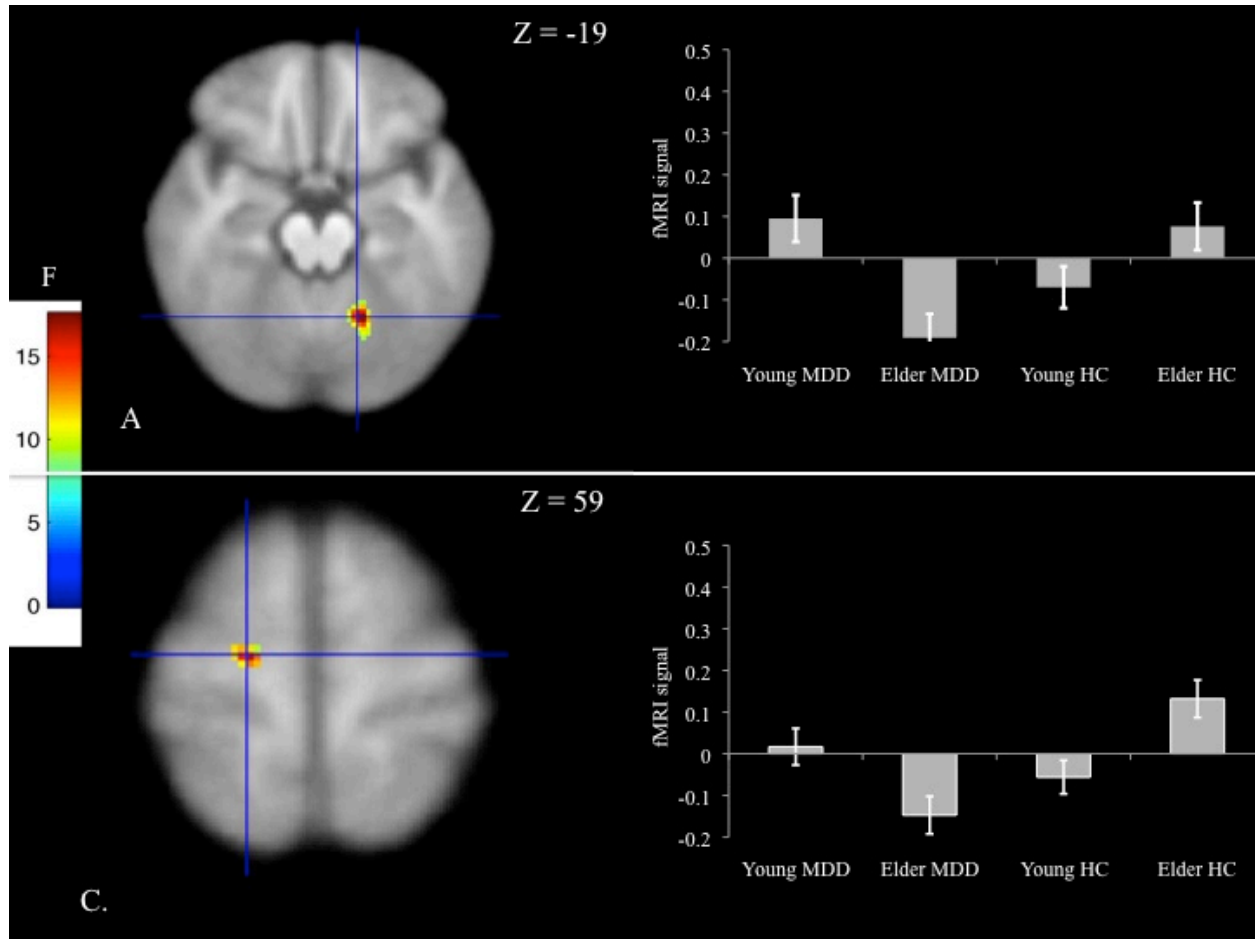 Z = -19
F
15
10
5
0
A
0.5
0.4
0.3
0.2
0.1
0
-0.1
-0.2
fMRI signal
Young MDD Elder MDD Young HC Elder HC
Z = 59
C.
0.5
0.4
0.3
0.2
0.1
0
-0.1
-0.2
fMRI signal
Young MDD Elder MDD Young HC Elder HC